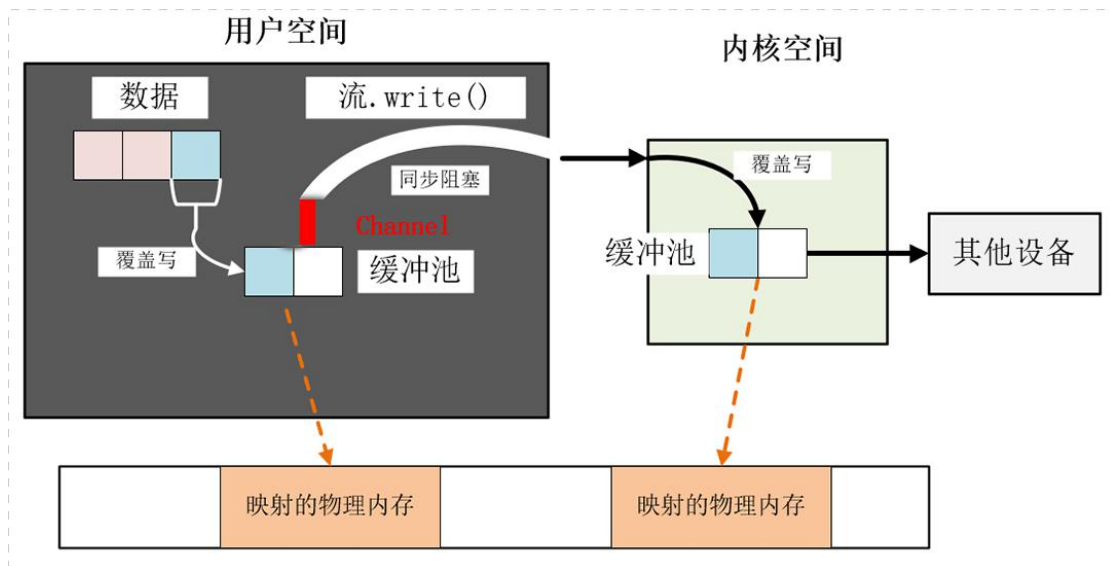 用户空间
内核空间
数据
流.write()
同步阻塞
Channel
覆盖写
缓冲池
覆盖写
缓冲池
其他设备
映射的物理内存
映射的物理内存